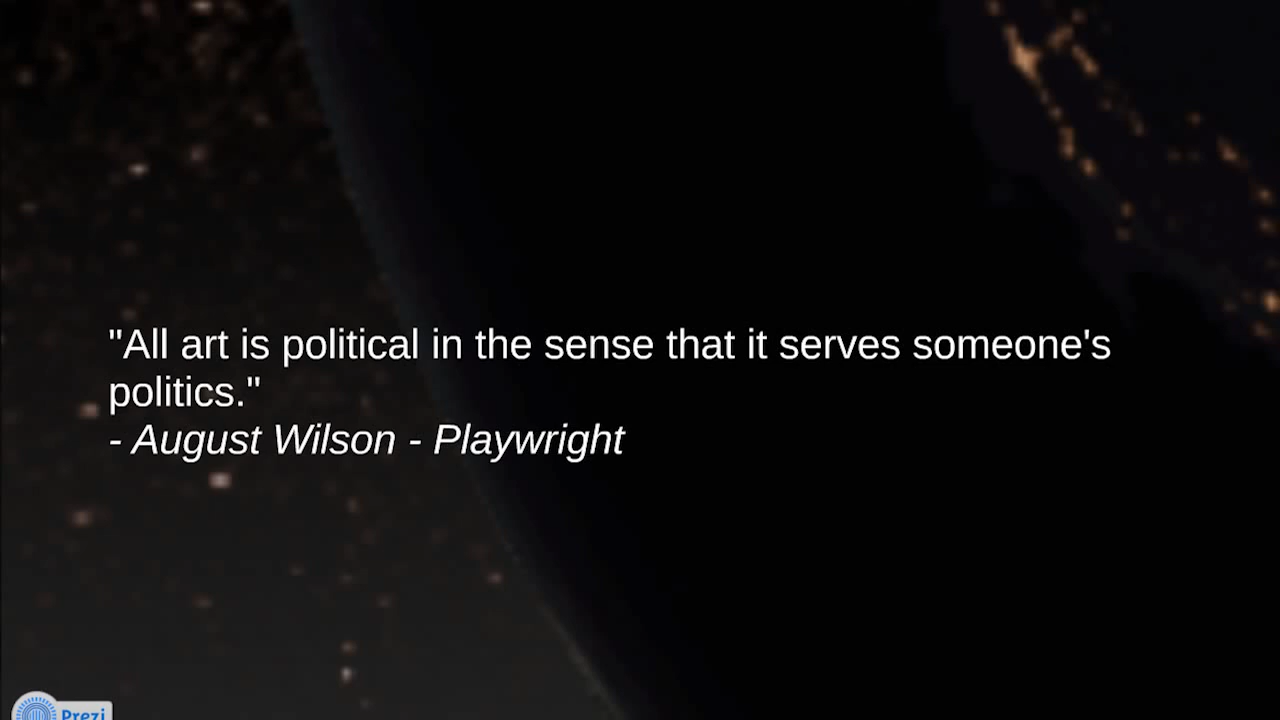 "All art is political in the sense that it serves someone's
politics."
- August Wilson - Playwright
Prezi